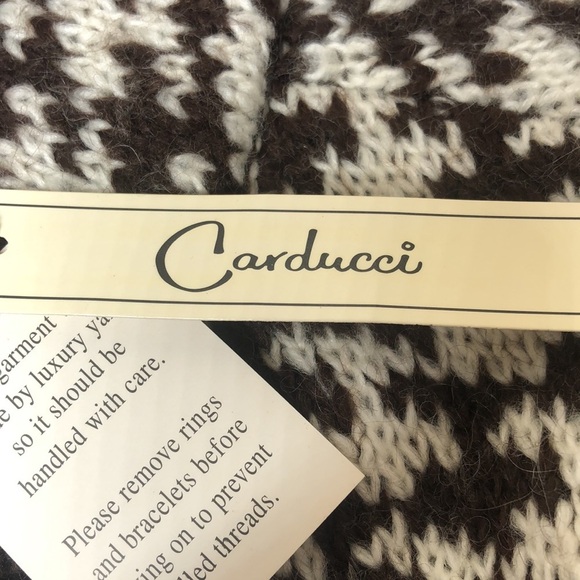 Carducci
garment
by luxury
so it should be
handled with care.
Please remove rings
and bracelets before
on to prevent
threads.